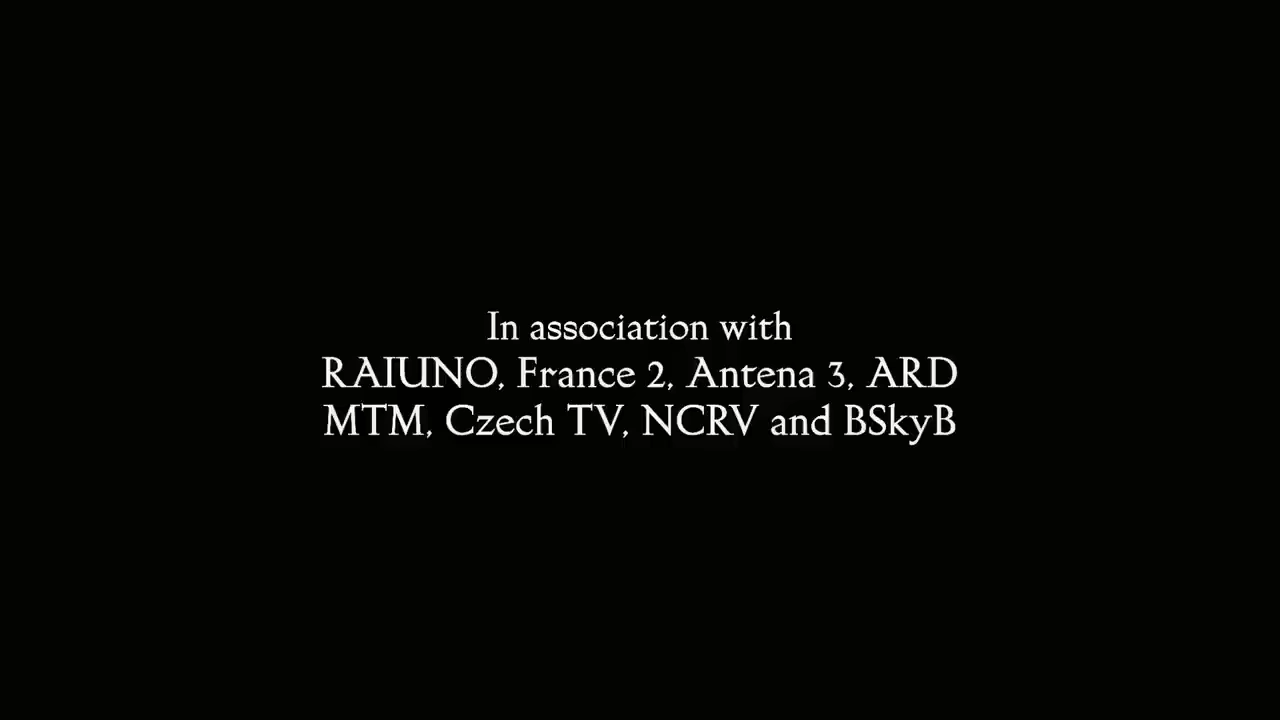 In association with
RAIUNO, France 2, Antena 3, ARD
MTM, Czech TV, NCRV and BSkyB